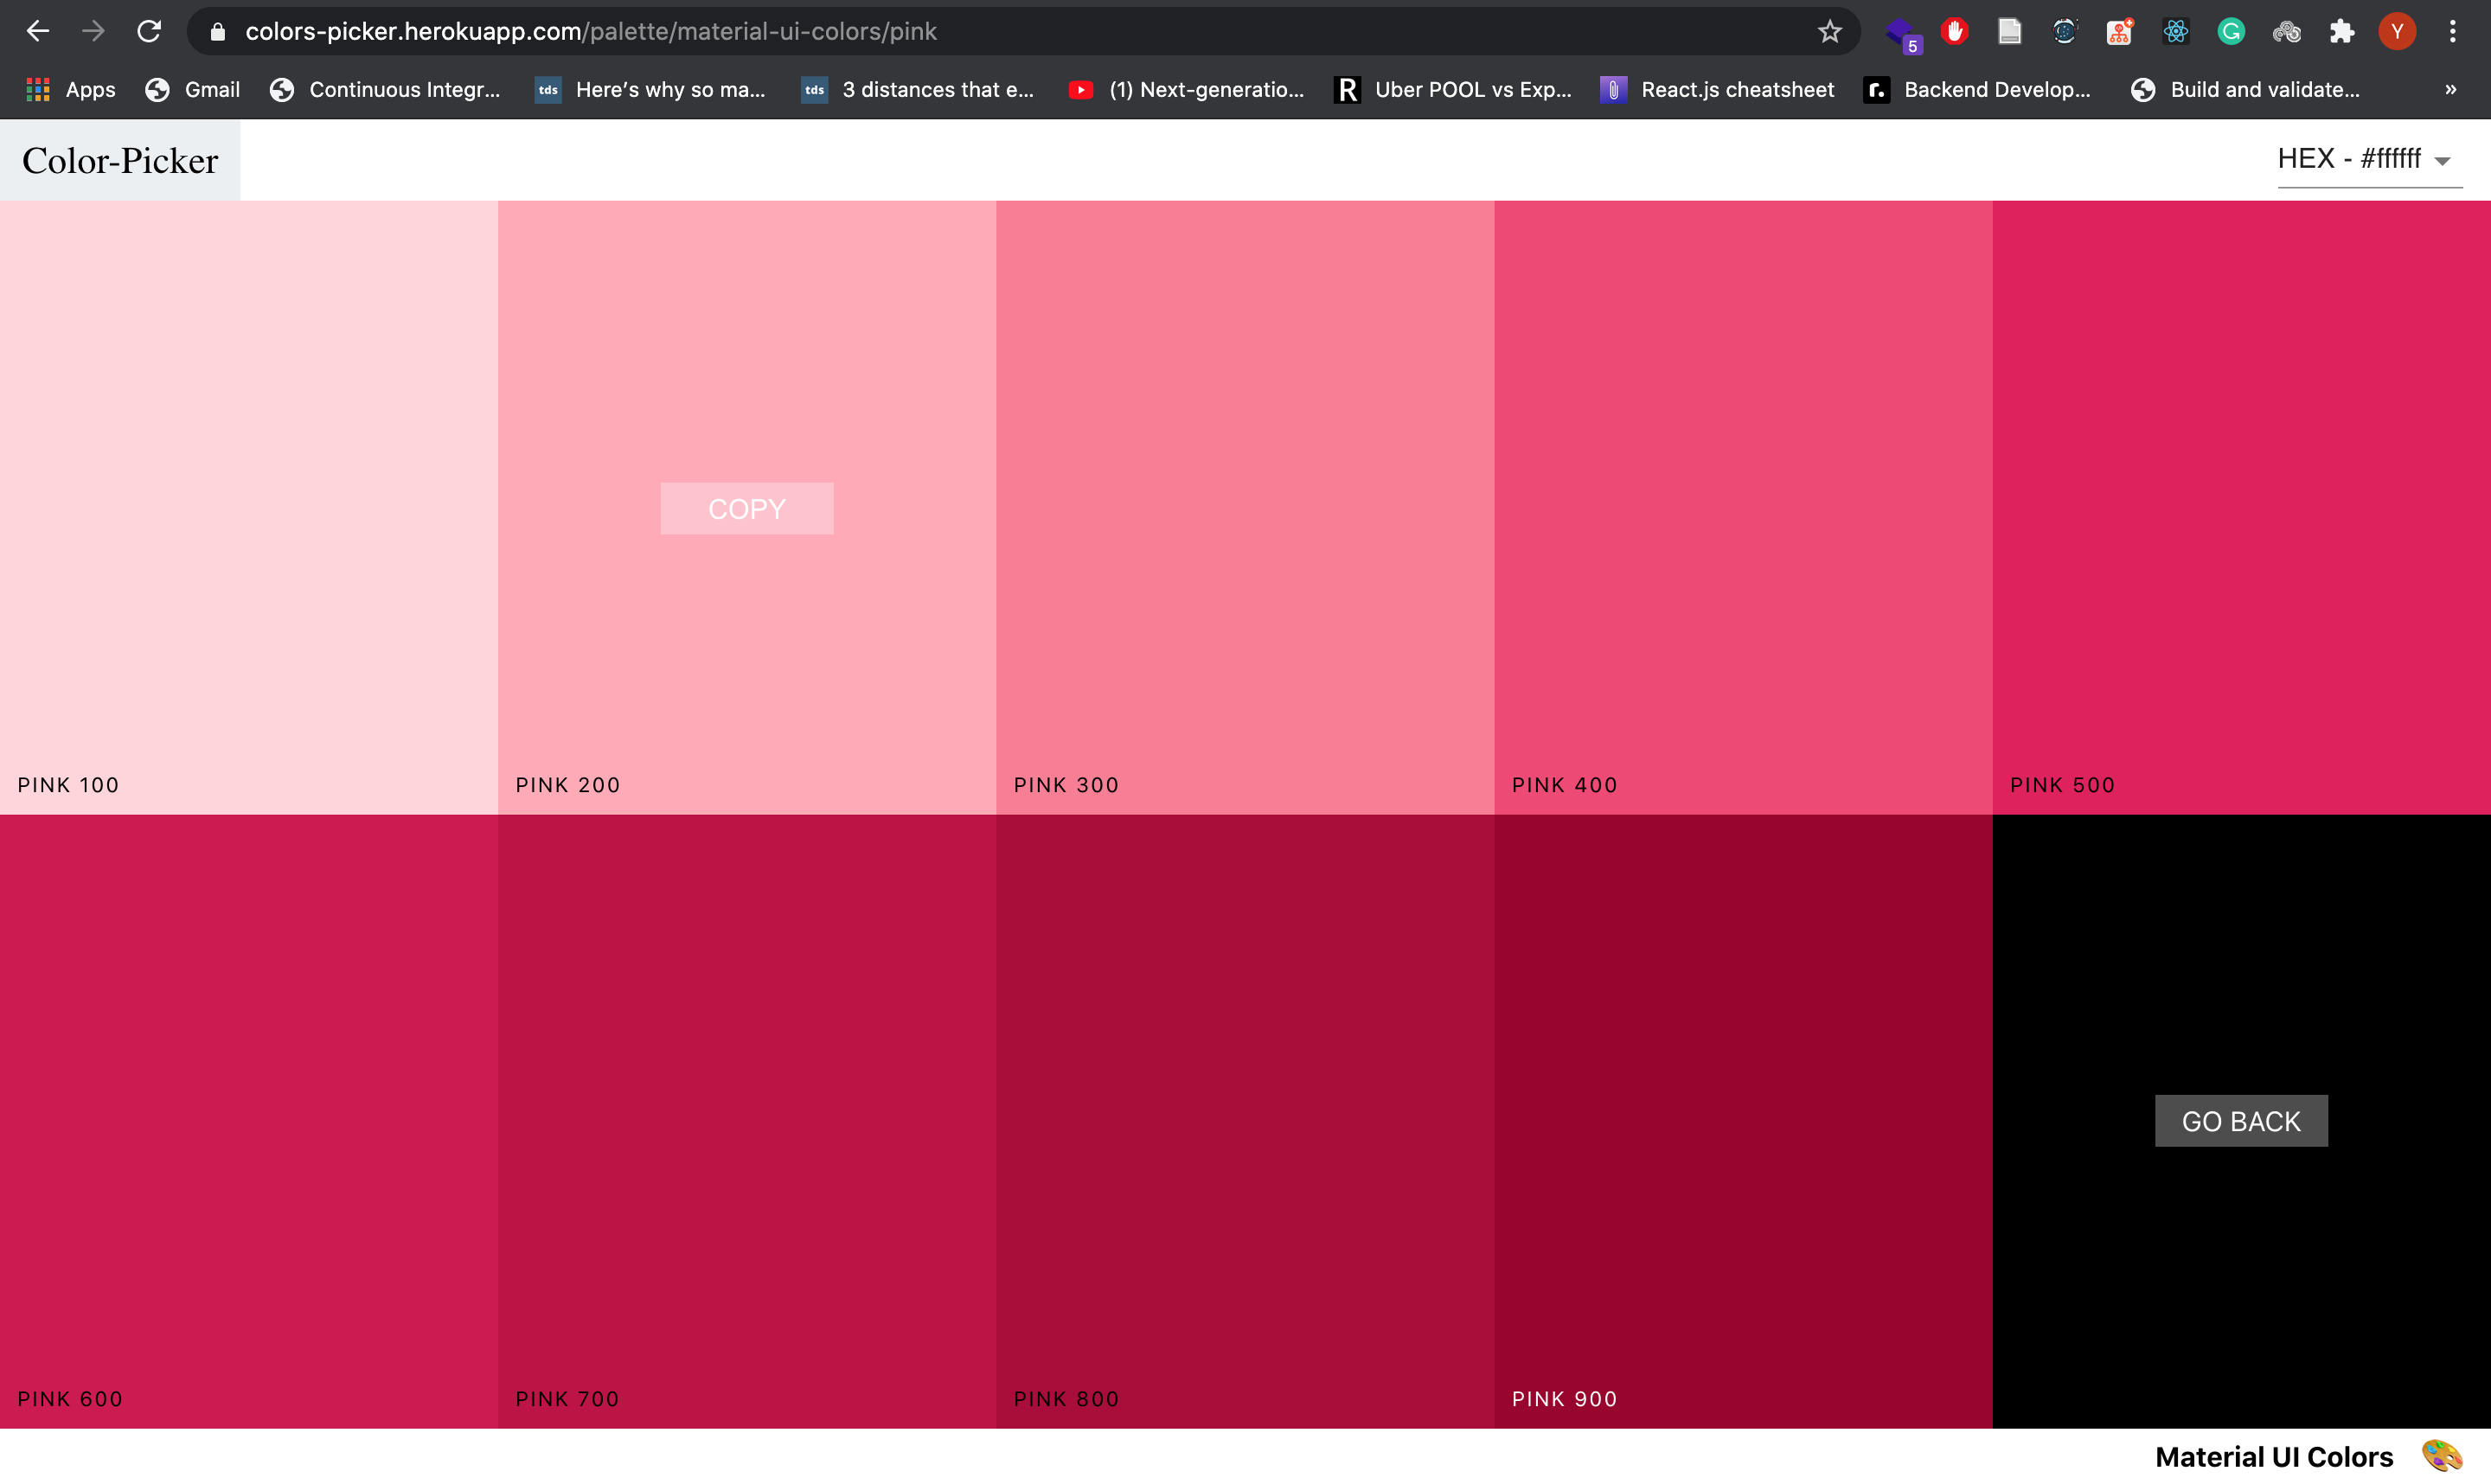 colors-picker.herokuapp.com/palette/material-ui-colors/pink
5
G
Y
Apps
Gmail
Continuous Integr...
tds
Here’s why so ma...
tds
3 distances that e...
(1) Next-generatio...
R
Uber POOL vs Exp...
React.js cheatsheet
r.
Backend Develop...
Build and validate...
»
Color-Picker
HEX - #ffffff
COPY
PINK 100
PINK 200
PINK 300
PINK 400
PINK 500
GO BACK
PINK 600
PINK 700
PINK 800
PINK 900
Material UI Colors